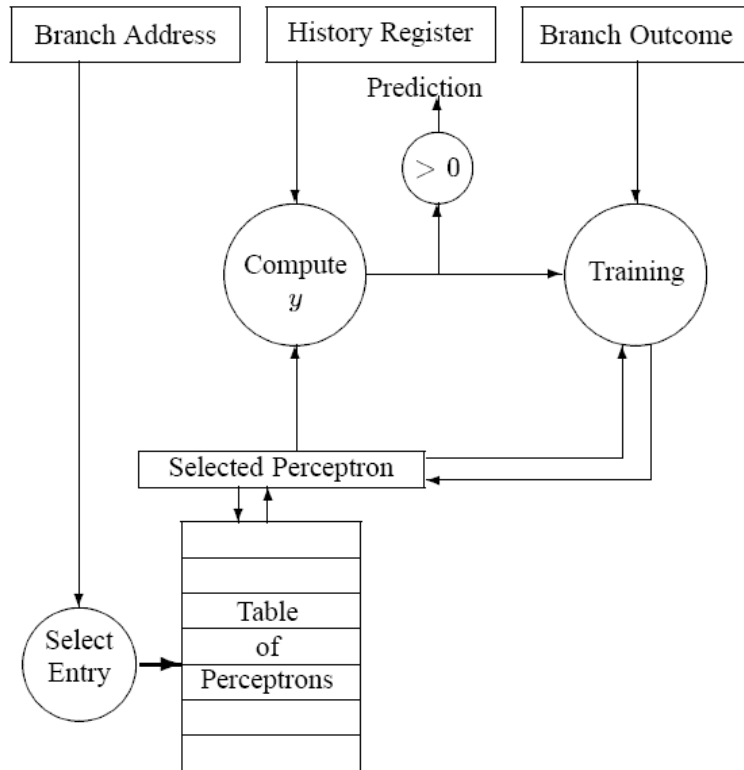 Branch Address
History Register
Branch Outcome
Prediction
> 0
Compute
y
Training
Selected Perceptron
Table
of
Perceptrons
Select
Entry